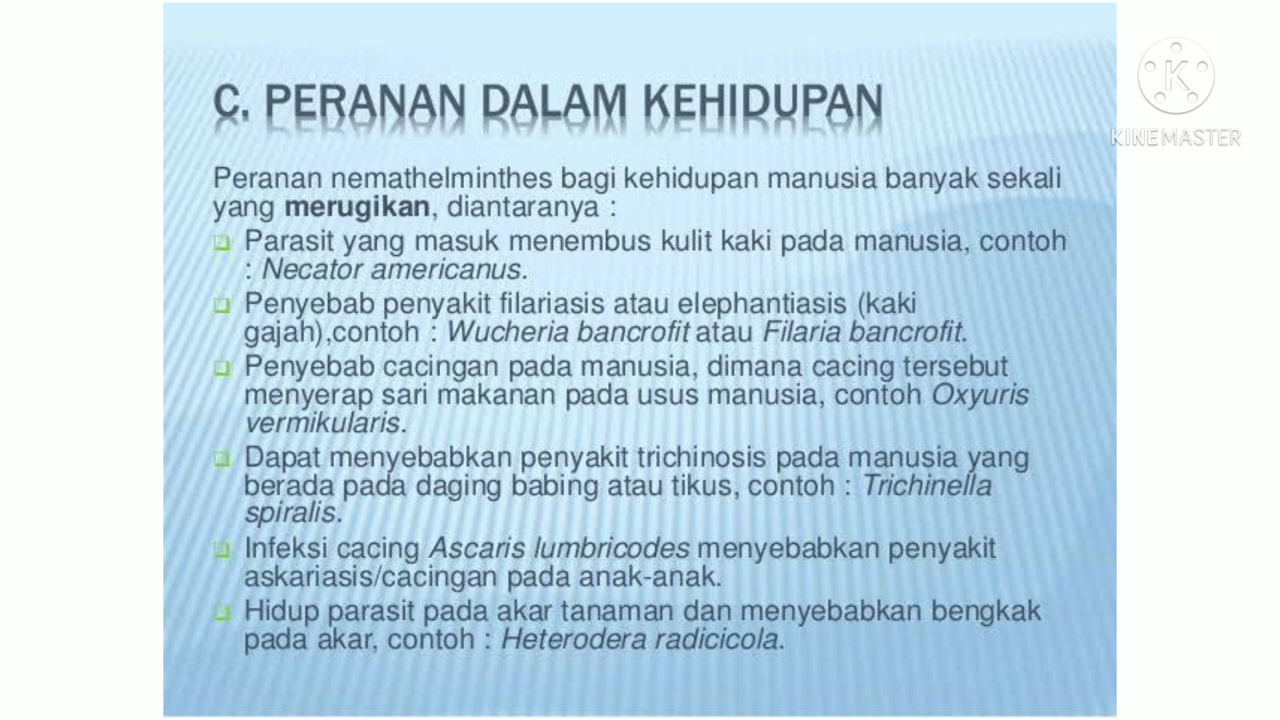 C. PERANAN DALAM KEHIDUPAN
KINEMASTER
Peranan nemathelminthes bagi kehidupan manusia banyak sekali
yang merugikan, diantaranya :
Parasit yang masuk menembus kulit kaki pada manusia, contoh
: Necator americanus.
Penyebab penyakit filariasis atau elephantiasis (kaki
gajah),contoh : Wucheria bancrofit atau Filaria bancrofit.
Penyebab cacingan pada manusia, dimana cacing tersebut
menyerap sari makanan pada usus manusia, contoh Oxyuris
vermikularis.
Dapat menyebabkan penyakit trichinosis pada manusia yang
berada pada daging babing atau tikus, contoh : Trichinella
spiralis.
Infeksi cacing Ascaris lumbricodes menyebabkan penyakit
askariasis/cacingan pada anak-anak.
Hidup parasit pada akar tanaman dan menyebabkan bengkak
pada akar, contoh : Heterodera radicicola.